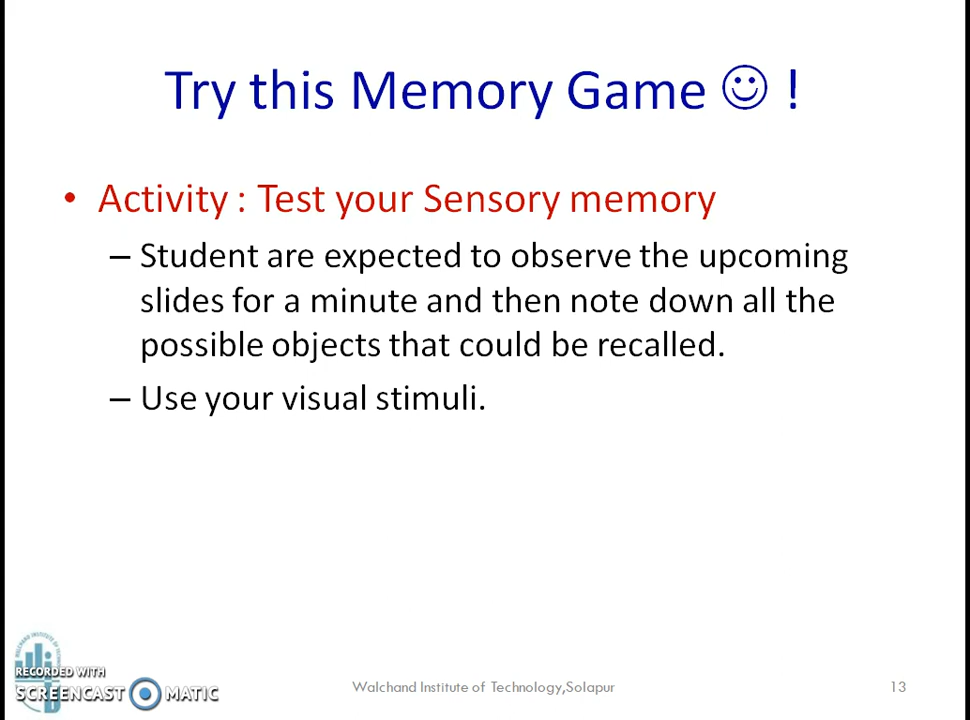 Try this Memory Game ☺ !
• Activity : Test your Sensory memory
– Student are expected to observe the upcoming
slides for a minute and then note down all the
possible objects that could be recalled.
– Use your visual stimuli.
RECORDED WITH
SCREENCAST MATIC
Walchand Institute of Technology,Solapur
13